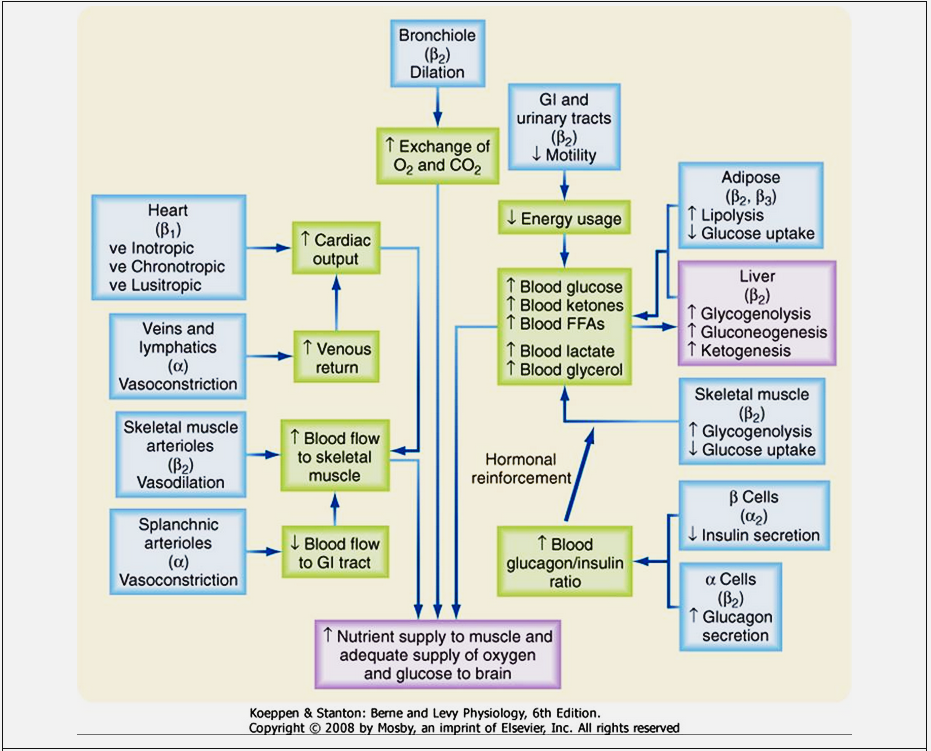 Bronchiole
(β₂)
Dilation
↑ Exchange of
O₂ and CO₂
GI and
urinary tracts
(β₂)
↓ Motility
↓ Energy usage
Adipose
(β₂, β₃)
↑ Lipolysis
↓ Glucose uptake
Heart
(β₁)
ve Inotropic
ve Chronotropic
ve Lusitropic
↑ Cardiac
output
↑ Blood glucose
↑ Blood ketones
↑ Blood FFAs
↑ Blood lactate
↑ Blood glycerol
Liver
(β₂)
↑ Glycogenolysis
↑ Gluconeogenesis
↑ Ketogenesis
Veins and
lymphatics
(α)
Vasoconstriction
↑ Venous
return
Skeletal muscle
(β₂)
↑ Glycogenolysis
↓ Glucose uptake
Skeletal muscle
arterioles
(β₂)
Vasodilation
↑ Blood flow
to skeletal
muscle
Hormonal
reinforcement
β Cells
(α₂)
↓ Insulin secretion
Splanchnic
arterioles
(α)
Vasoconstriction
↓ Blood flow
to GI tract
↑ Blood
glucagon/insulin
ratio
α Cells
(β₂)
↑ Glucagon
secretion
↑ Nutrient supply to muscle and
adequate supply of oxygen
and glucose to brain
Koeppen & Stanton: Berne and Levy Physiology, 6th Edition.
Copyright © 2008 by Mosby, an imprint of Elsevier, Inc. All rights reserved